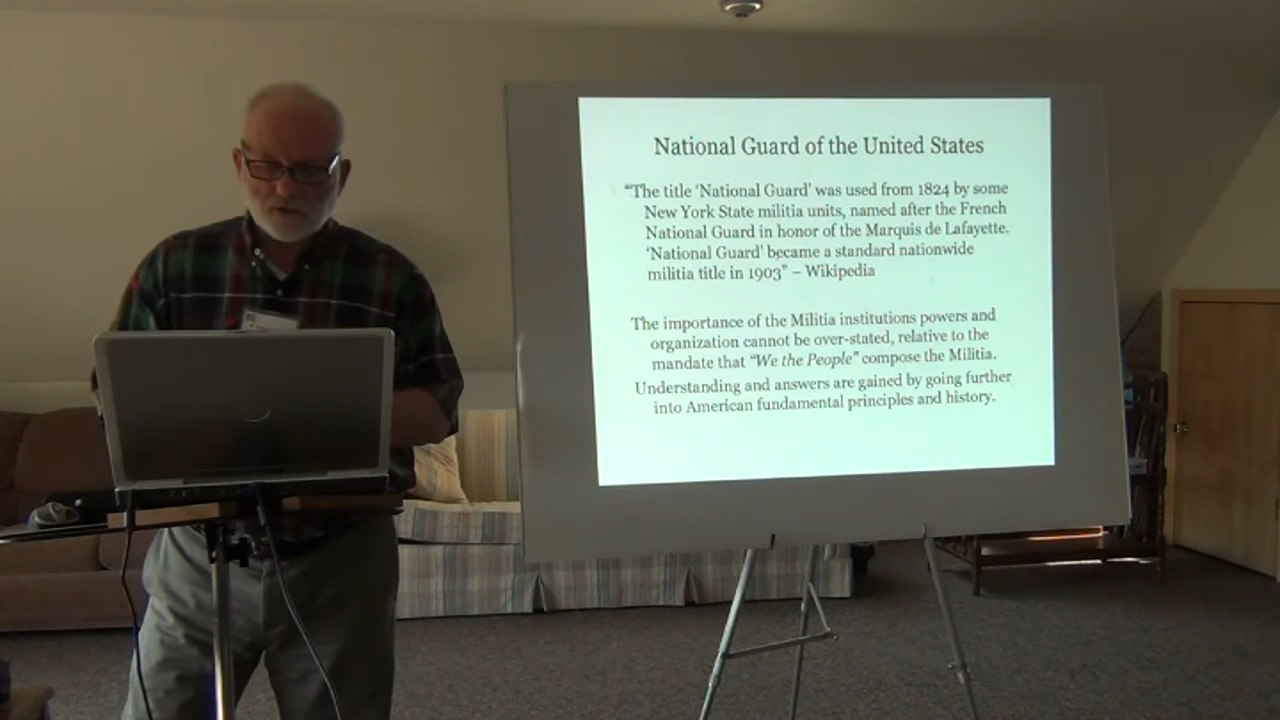 National Guard of the United States
“The title ‘National Guard’ was used from 1824 by some
New York State militia units, named after the French
National Guard in honor of the Marquis de Lafayette.
‘National Guard’ became a standard nationwide
militia title in 1903” – Wikipedia
The importance of the Militia institutions powers and
organization cannot be over-stated, relative to the
mandate that “We the People” compose the Militia.
Understanding and answers are gained by going further
into American fundamental principles and history.